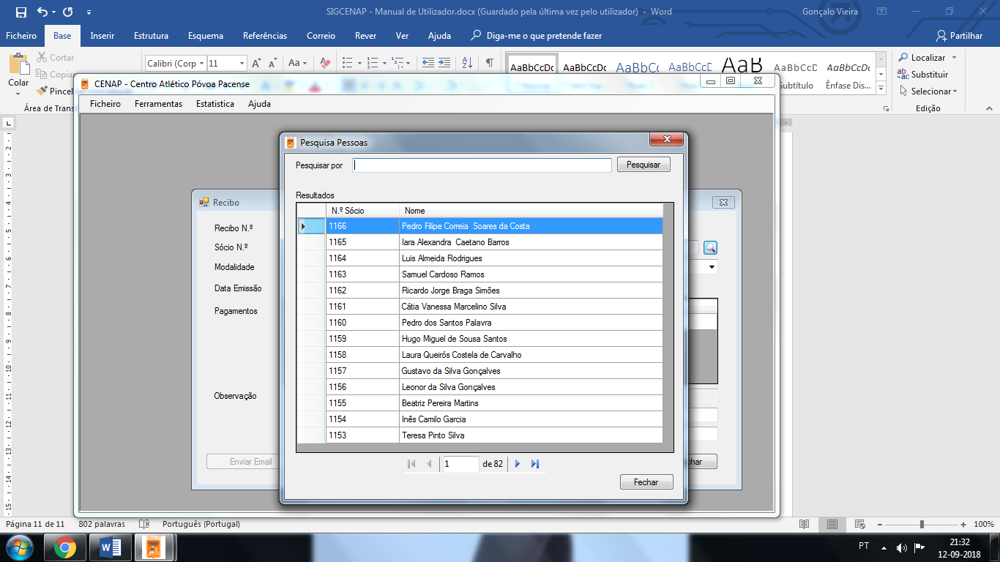 SIGCENAP - Manual de Utilizador.docx (Guardado pela última vez pelo utilizador) - Word
Gonçalo Vieira
Ficheiro Base Inserir Estrutura Esquema Referências Correio Rever Ver Ajuda Diga-me o que pretende fazer Partilhar
Colar
Cortar
Copiar
Pincel
Área de Trans
Calibri (Corp 11
AaBbCcDc AaBbCcDc AaBbCc AaBbCcD AaB AaBbCcD AaBbCcDc
Subtítulo
Ênfase Dis...
Localizar
Substituir
Selecionar
Edição
CENAP - Centro Atlético Póvoa Pacense
Ficheiro Ferramentas Estatistica Ajuda
Recibo
Recibo N.º
Sócio N.º
Modalidade
Data Emissão
Pagamentos
Observação
Enviar Email
char
Pesquisa Pessoas
Pesquisar por
Pesquisar
Resultados
N.º Sócio Nome
1166 Pedro Filipe Correia Soares da Costa
1165 Iara Alexandra Caetano Barros
1164 Luis Almeida Rodrigues
1163 Samuel Cardoso Ramos
1162 Ricardo Jorge Braga Simões
1161 Cátia Vanessa Marcelino Silva
1160 Pedro dos Santos Palavra
1159 Hugo Miguel de Sousa Santos
1158 Laura Queirós Costela de Carvalho
1157 Gustavo da Silva Gonçalves
1156 Leonor da Silva Gonçalves
1155 Beatriz Pereira Martins
1154 Inês Camilo Garcia
1153 Teresa Pinto Silva
1 de 82
Fechar
Página 11 de 11 802 palavras Português (Portugal) 100%
PT
21:32
12-09-2018